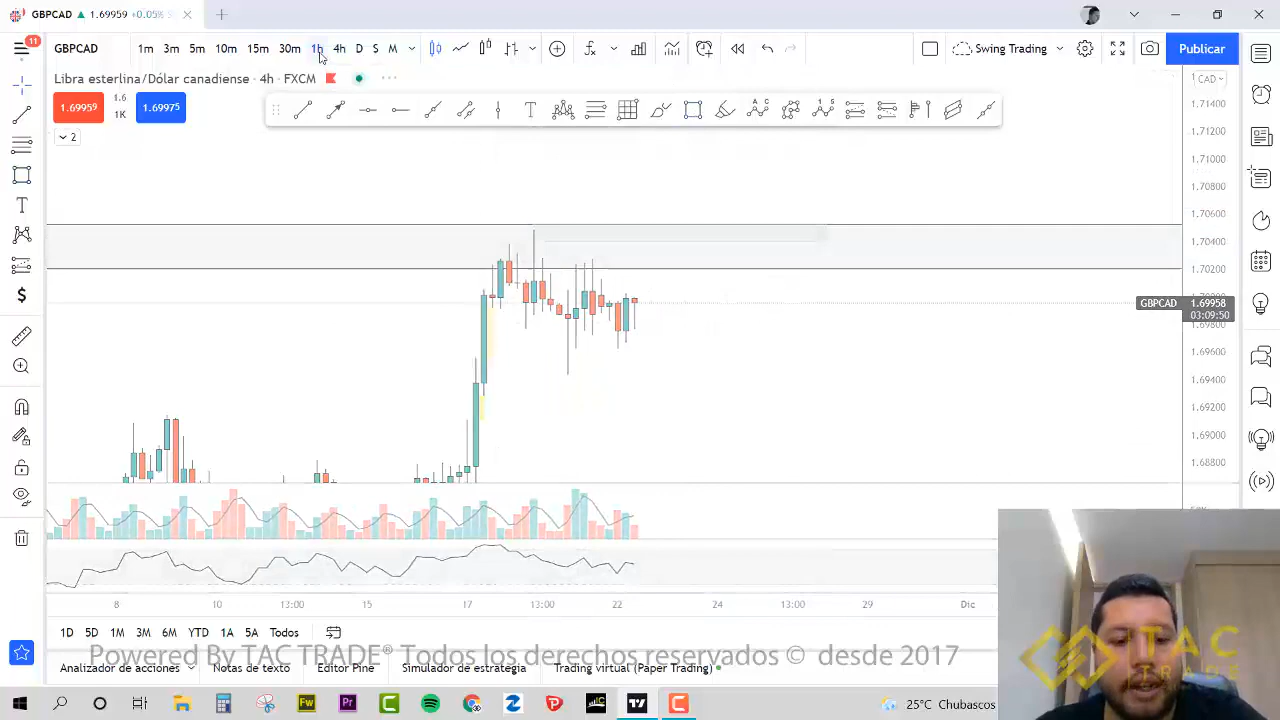 GBPCAD ▲ 1.69959 +0.05% S
11
GBPCAD 1m 3m 5m 10m 15m 30m 1h 4h D S M Swing Trading Publicar
Libra esterlina/Dólar canadiense · 4h · FXCM
CAD
1.69959 1.6 1K 1.69975
2
1.71400
1.71200
1.71000
1.70800
1.70600
1.70400
1.70200
GBPCAD 1.69958
03:09:50
1.69800
1.69600
1.69400
1.69200
1.69000
1.68800
8 10 13:00 15 17 13:00 22 24 13:00 29 Dic
1D 5D 1M 3M 6M YTD 1A 5A Todos
Powered By TAC TRADE® Todos los derechos reservados © desde 2017
Analizador de acciones Notas de texto Editor Pine Simulador de estrategia Trading virtual (Paper Trading)
TAC
TRADE
25°C Chubascos